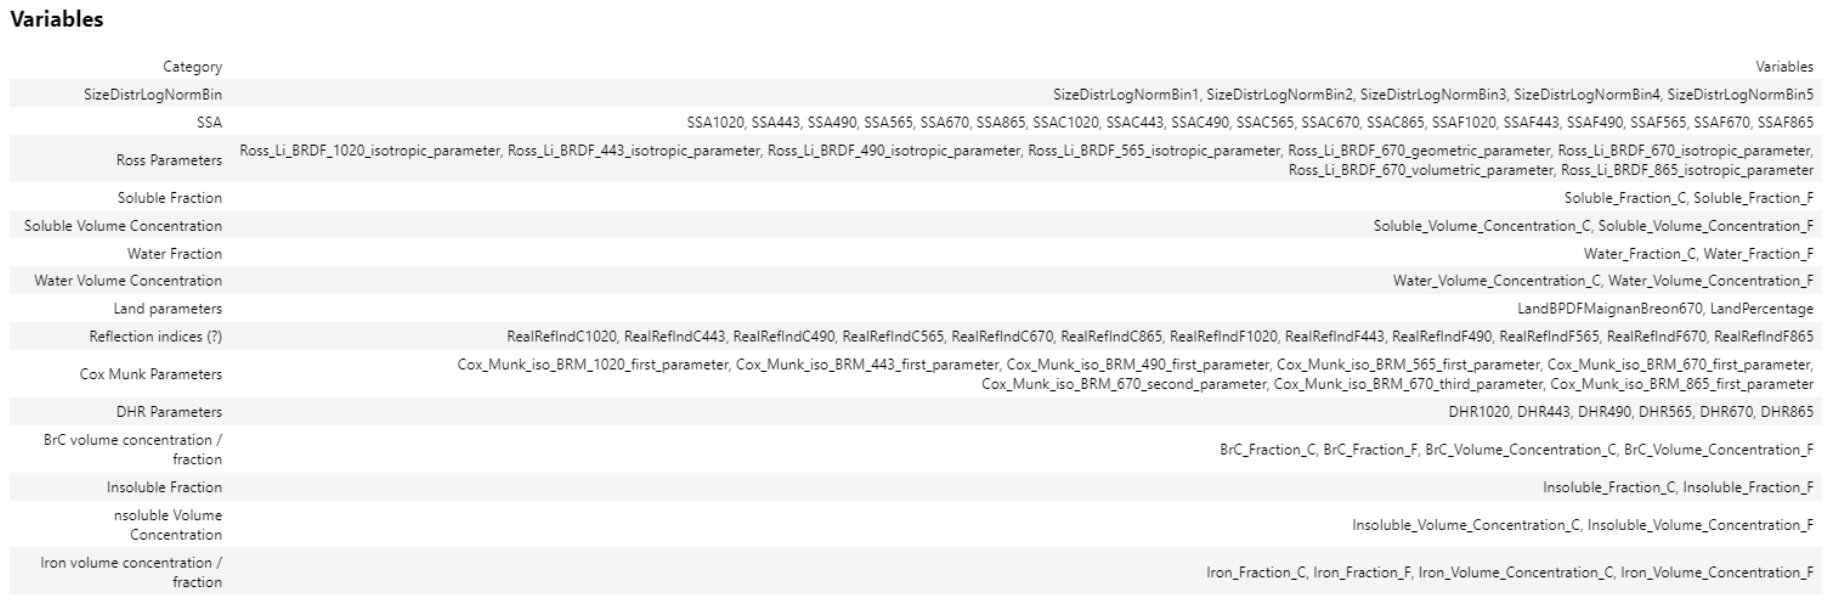 Variables
Category Variables
SizeDistrLogNormBin SizeDistrLogNormBin1, SizeDistrLogNormBin2, SizeDistrLogNormBin3, SizeDistrLogNormBin4, SizeDistrLogNormBin5
SSA SSA1020, SSA443, SSA490, SSA565, SSA670, SSA865, SSAC1020, SSAC443, SSAC490, SSAC565, SSAC670, SSAC865, SSAF1020, SSAF443, SSAF490, SSAF565, SSAF670, SSAF865
Ross Parameters Ross_Li_BRDF_1020_isotropic_parameter, Ross_Li_BRDF_443_isotropic_parameter, Ross_Li_BRDF_490_isotropic_parameter, Ross_Li_BRDF_565_isotropic_parameter, Ross_Li_BRDF_670_geometric_parameter, Ross_Li_BRDF_670_isotropic_parameter,
Ross_Li_BRDF_670_volumetric_parameter, Ross_Li_BRDF_865_isotropic_parameter
Soluble Fraction Soluble_Fraction_C, Soluble_Fraction_F
Soluble Volume Concentration Soluble_Volume_Concentration_C, Soluble_Volume_Concentration_F
Water Fraction Water_Fraction_C, Water_Fraction_F
Water Volume Concentration Water_Volume_Concentration_C, Water_Volume_Concentration_F
Land parameters LandBPDFMaignanBreon670, LandPercentage
Reflection indices (?) RealRefIndC1020, RealRefIndC443, RealRefIndC490, RealRefIndC565, RealRefIndC670, RealRefIndC865, RealRefIndF1020, RealRefIndF443, RealRefIndF490, RealRefIndF565, RealRefIndF670, RealRefIndF865
Cox Munk Parameters Cox_Munk_iso_BRM_1020_first_parameter, Cox_Munk_iso_BRM_443_first_parameter, Cox_Munk_iso_BRM_490_first_parameter, Cox_Munk_iso_BRM_565_first_parameter, Cox_Munk_iso_BRM_670_first_parameter,
Cox_Munk_iso_BRM_670_second_parameter, Cox_Munk_iso_BRM_670_third_parameter, Cox_Munk_iso_BRM_865_first_parameter
DHR Parameters DHR1020, DHR443, DHR490, DHR565, DHR670, DHR865
BrC volume concentration /
fraction BrC_Fraction_C, BrC_Fraction_F, BrC_Volume_Concentration_C, BrC_Volume_Concentration_F
Insoluble Fraction Insoluble_Fraction_C, Insoluble_Fraction_F
nsoluble Volume
Concentration Insoluble_Volume_Concentration_C, Insoluble_Volume_Concentration_F
Iron volume concentration /
fraction Iron_Fraction_C, Iron_Fraction_F, Iron_Volume_Concentration_C, Iron_Volume_Concentration_F